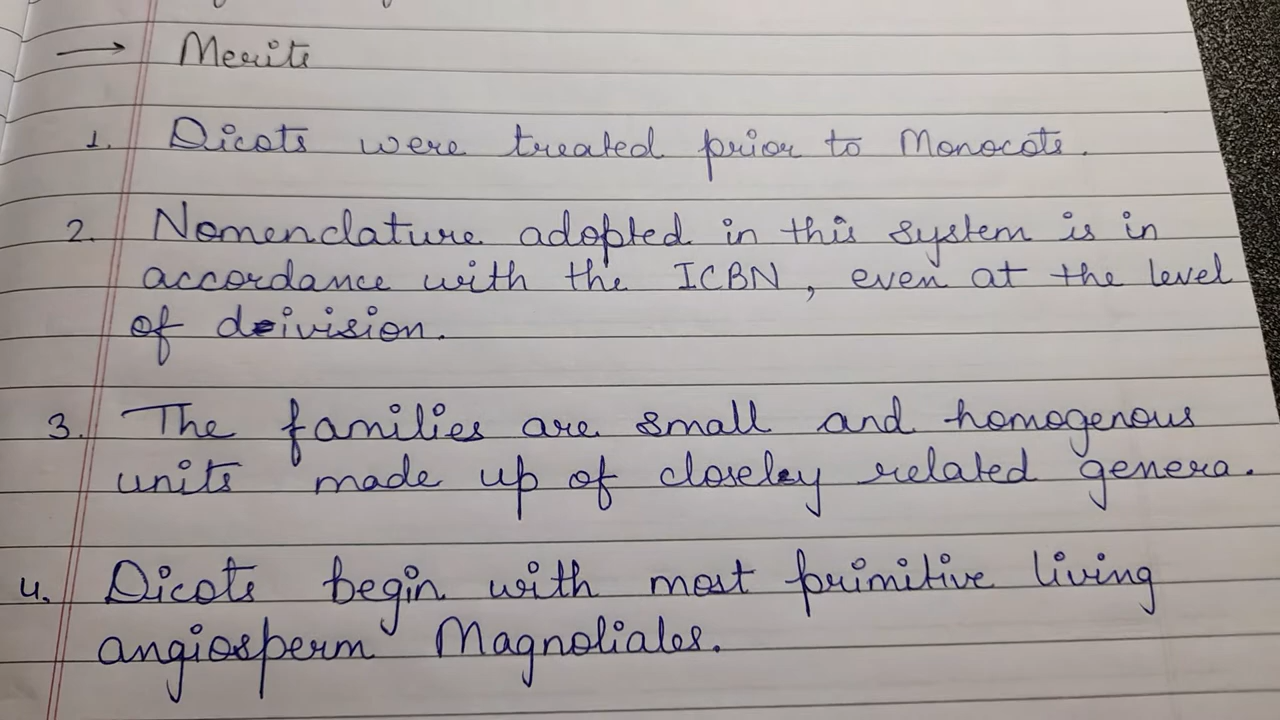 → Merits
1. Dicots were treated prior to Monocots.
2. Nomenclature adopted in this system is in
accordance with the ICBN, even at the level
of deivision.
3. The families are small and homogenous
units made up of closeley related genera.
4. Dicots begin with most primitive living
angiosperm Magnoliales.